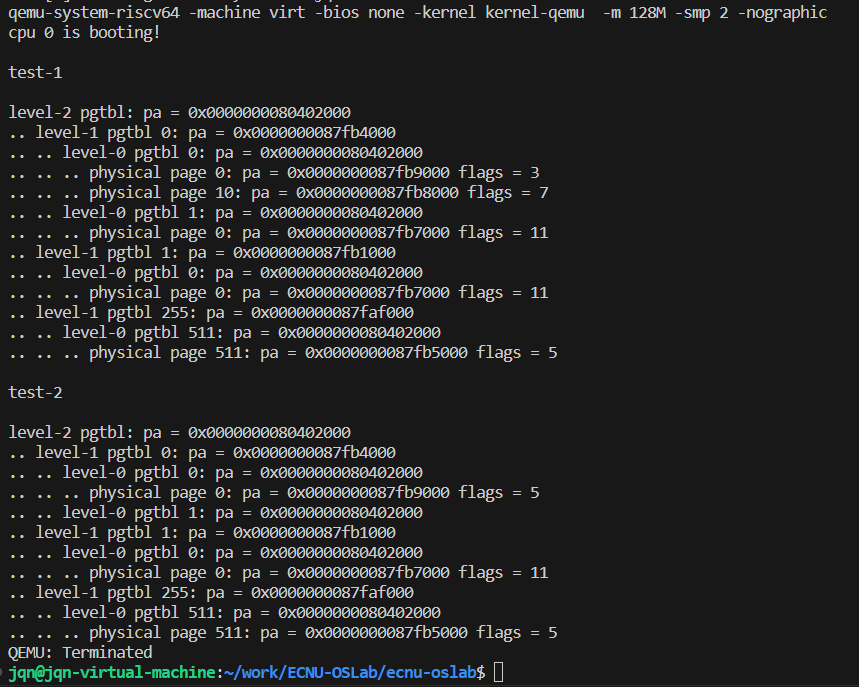 qemu-system-riscv64 -machine virt -bios none -kernel kernel-qemu  -m 128M -smp 2 -nographic
cpu 0 is booting!
test-1
level-2 pgtbl: pa = 0x0000000080402000
.. level-1 pgtbl 0: pa = 0x0000000087fb4000
.. .. level-0 pgtbl 0: pa = 0x0000000080402000
.. .. .. physical page 0: pa = 0x0000000087fb9000 flags = 3
.. .. .. physical page 10: pa = 0x0000000087fb8000 flags = 7
.. .. level-0 pgtbl 1: pa = 0x0000000080402000
.. .. .. physical page 0: pa = 0x0000000087fb7000 flags = 11
.. level-1 pgtbl 1: pa = 0x0000000087fb1000
.. .. level-0 pgtbl 0: pa = 0x0000000080402000
.. .. .. physical page 0: pa = 0x0000000087fb7000 flags = 11
.. level-1 pgtbl 255: pa = 0x0000000087faf000
.. .. level-0 pgtbl 511: pa = 0x0000000080402000
.. .. .. physical page 511: pa = 0x0000000087fb5000 flags = 5
test-2
level-2 pgtbl: pa = 0x0000000080402000
.. level-1 pgtbl 0: pa = 0x0000000087fb4000
.. .. level-0 pgtbl 0: pa = 0x0000000080402000
.. .. .. physical page 0: pa = 0x0000000087fb9000 flags = 5
.. .. level-0 pgtbl 1: pa = 0x0000000080402000
.. level-1 pgtbl 1: pa = 0x0000000087fb1000
.. .. level-0 pgtbl 0: pa = 0x0000000080402000
.. .. .. physical page 0: pa = 0x0000000087fb7000 flags = 11
.. level-1 pgtbl 255: pa = 0x0000000087faf000
.. .. level-0 pgtbl 511: pa = 0x0000000080402000
.. .. .. physical page 511: pa = 0x0000000087fb5000 flags = 5
QEMU: Terminated
jqn@jqn-virtual-machine:~/work/ECNU-OSLab/ecnu-oslab$